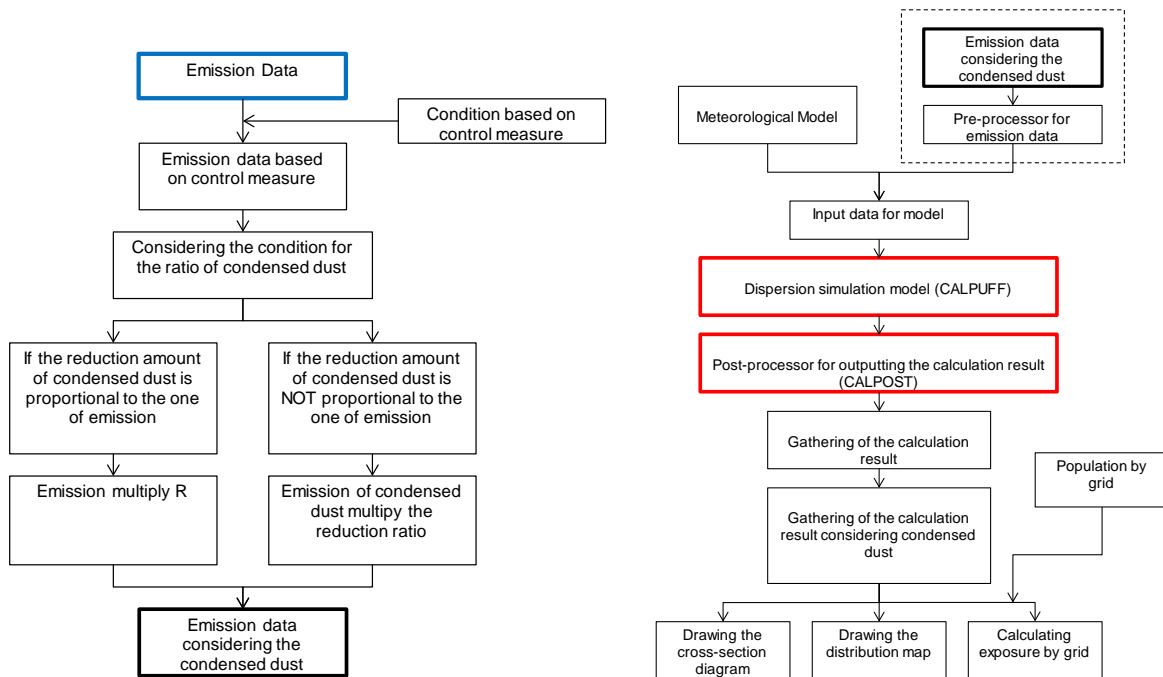 Emission Data
Condition based on
control measure
Emission data based
on control measure
Considering the condition for
the ratio of condensed dust
If the reduction amount
of condensed dust is
proportional to the one
of emission
If the reduction amount
of condensed dust is
NOT proportional to the
one of emission
Emission multiply R
Emission of condensed
dust multipy the
reduction ratio
Emission data
considering the
condensed dust
Emission data
considering the
condensed dust
Meteorological Model
Pre-processor for
emission data
Input data for model
Dispersion simulation model (CALPUFF)
Post-processor for outputting the calculation result
(CALPOST)
Gathering of the calculation
result
Population by
grid
Gathering of the calculation
result considering condensed
dust
Drawing the
cross-section
diagram
Drawing the
distribution map
Calculating
exposure by grid